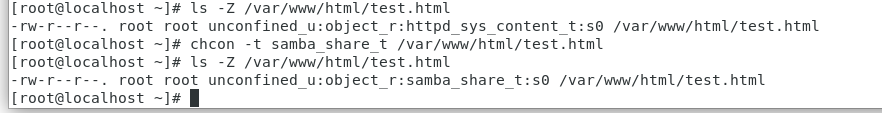 [root@localhost ~]# ls -Z /var/www/html/test.html
-rw-r--r--. root root unconfined_u:object_r:httpd_sys_content_t:s0 /var/www/html/test.html
[root@localhost ~]# chcon -t samba_share_t /var/www/html/test.html
[root@localhost ~]# ls -Z /var/www/html/test.html
-rw-r--r--. root root unconfined_u:object_r:samba_share_t:s0 /var/www/html/test.html
[root@localhost ~]#